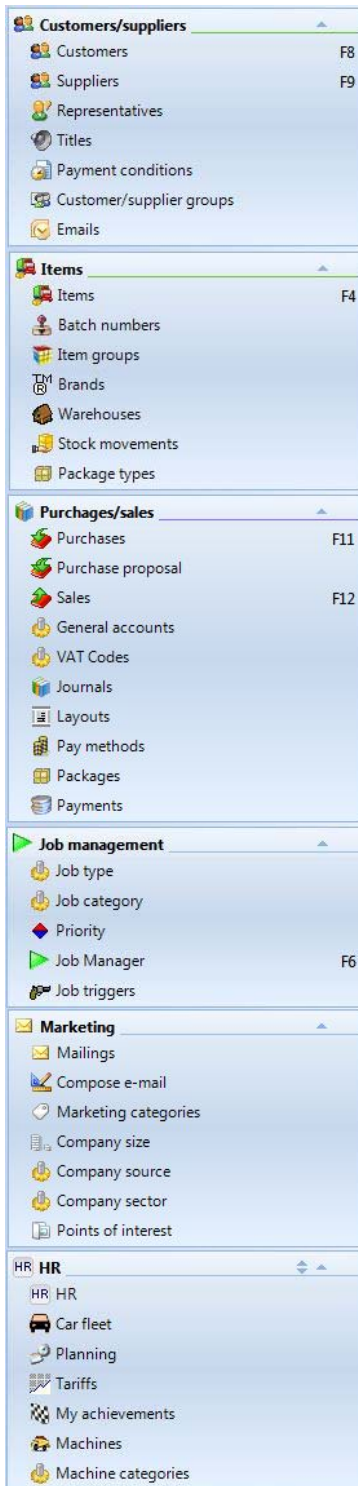 Customers/suppliers
Customers F8
Suppliers F9
Representatives
Titles
Payment conditions
Customer/supplier groups
Emails
Items
Items F4
Batch numbers
Item groups
TM R Brands
Warehouses
Stock movements
Package types
Purchages/sales
Purchases F11
Purchase proposal
Sales F12
General accounts
VAT Codes
Journals
Layouts
Pay methods
Packages
Payments
Job management
Job type
Job category
Priority
Job Manager F6
Job triggers
Marketing
Mailings
Compose e-mail
Marketing categories
Company size
Company source
Company sector
Points of interest
HR HR
HR HR
Car fleet
Planning
Tariffs
My achievements
Machines
Machine categories